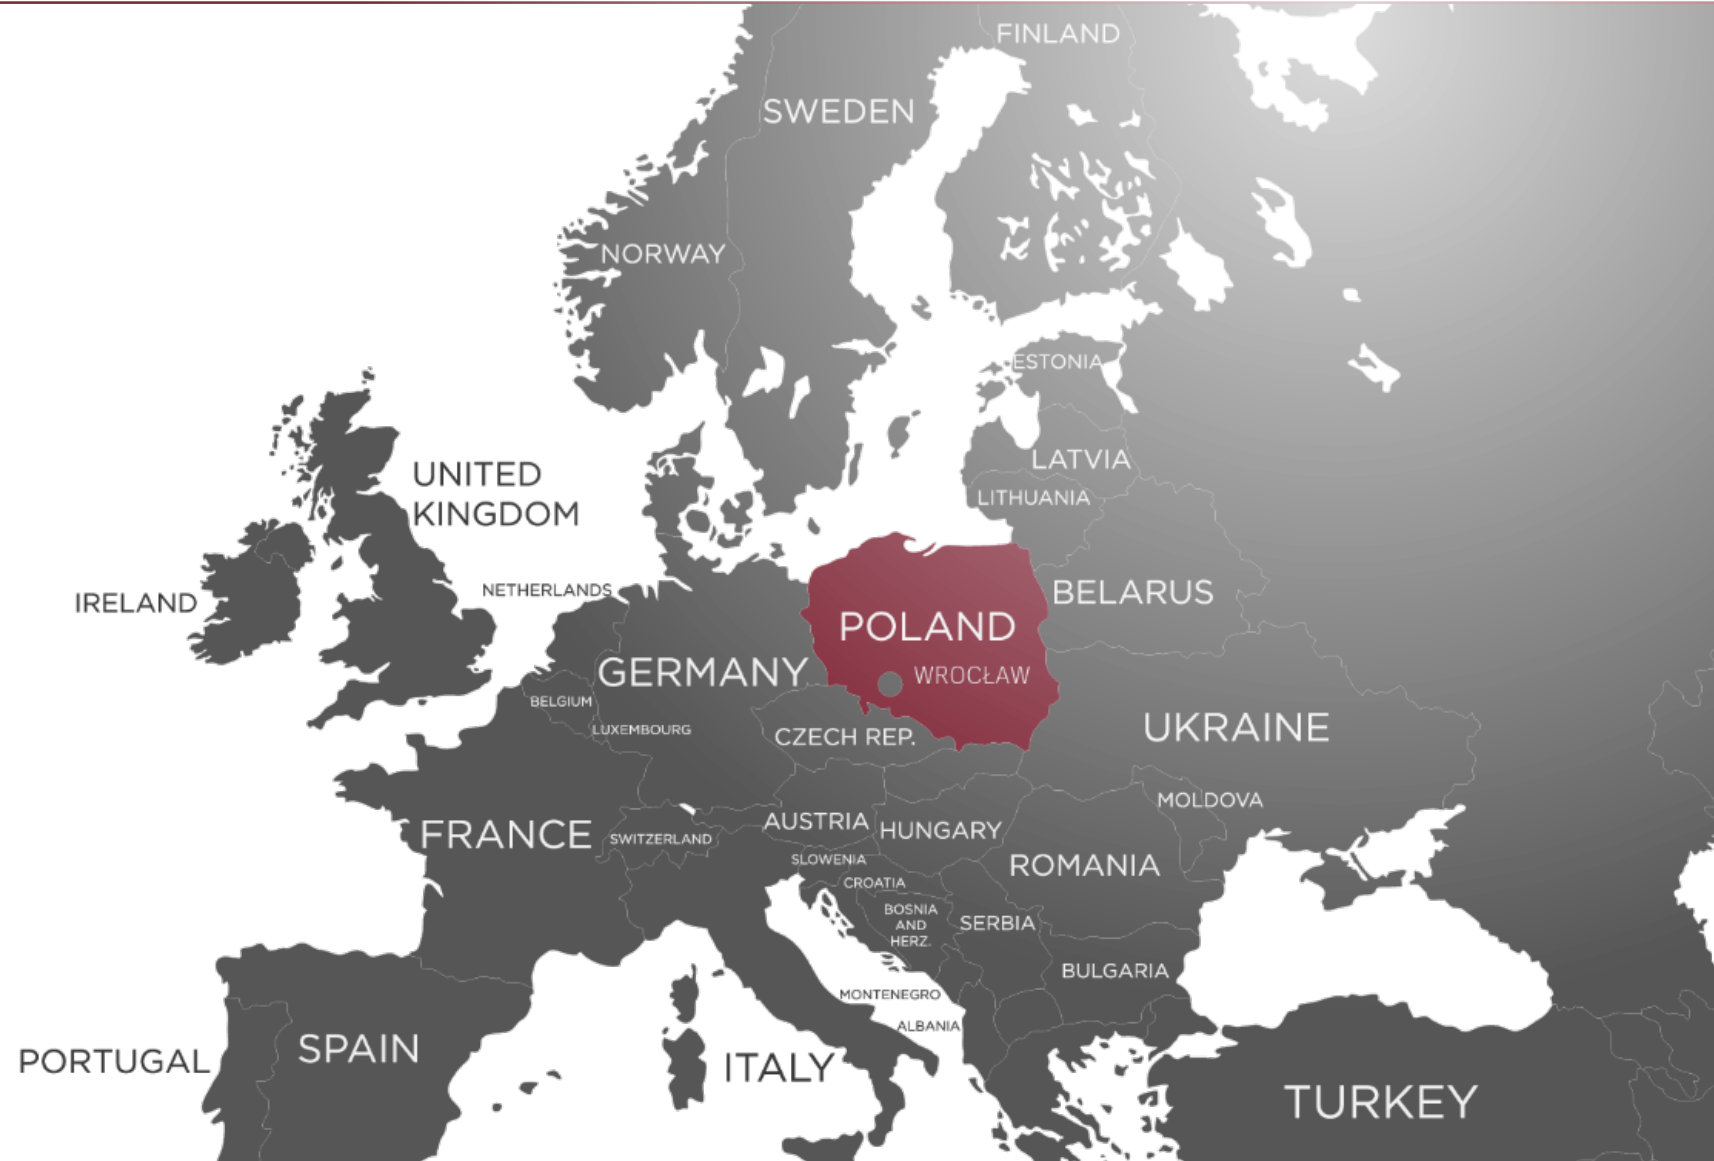 FINLAND
SWEDEN
NORWAY
ESTONIA
LATVIA
UNITED
KINGDOM
LITHUANIA
NETHERLANDS
BELARUS
IRELAND
POLAND
GERMANY
WROCŁAW
BELGIUM
LUXEMBOURG
UKRAINE
CZECH REP.
MOLDOVA
AUSTRIA
HUNGARY
FRANCE
SWITZERLAND
SLOWENIA
ROMANIA
CROATIA
BOSNIA
AND
HERZ.
SERBIA
BULGARIA
MONTENEGRO
ALBANIA
SPAIN
PORTUGAL
ITALY
TURKEY